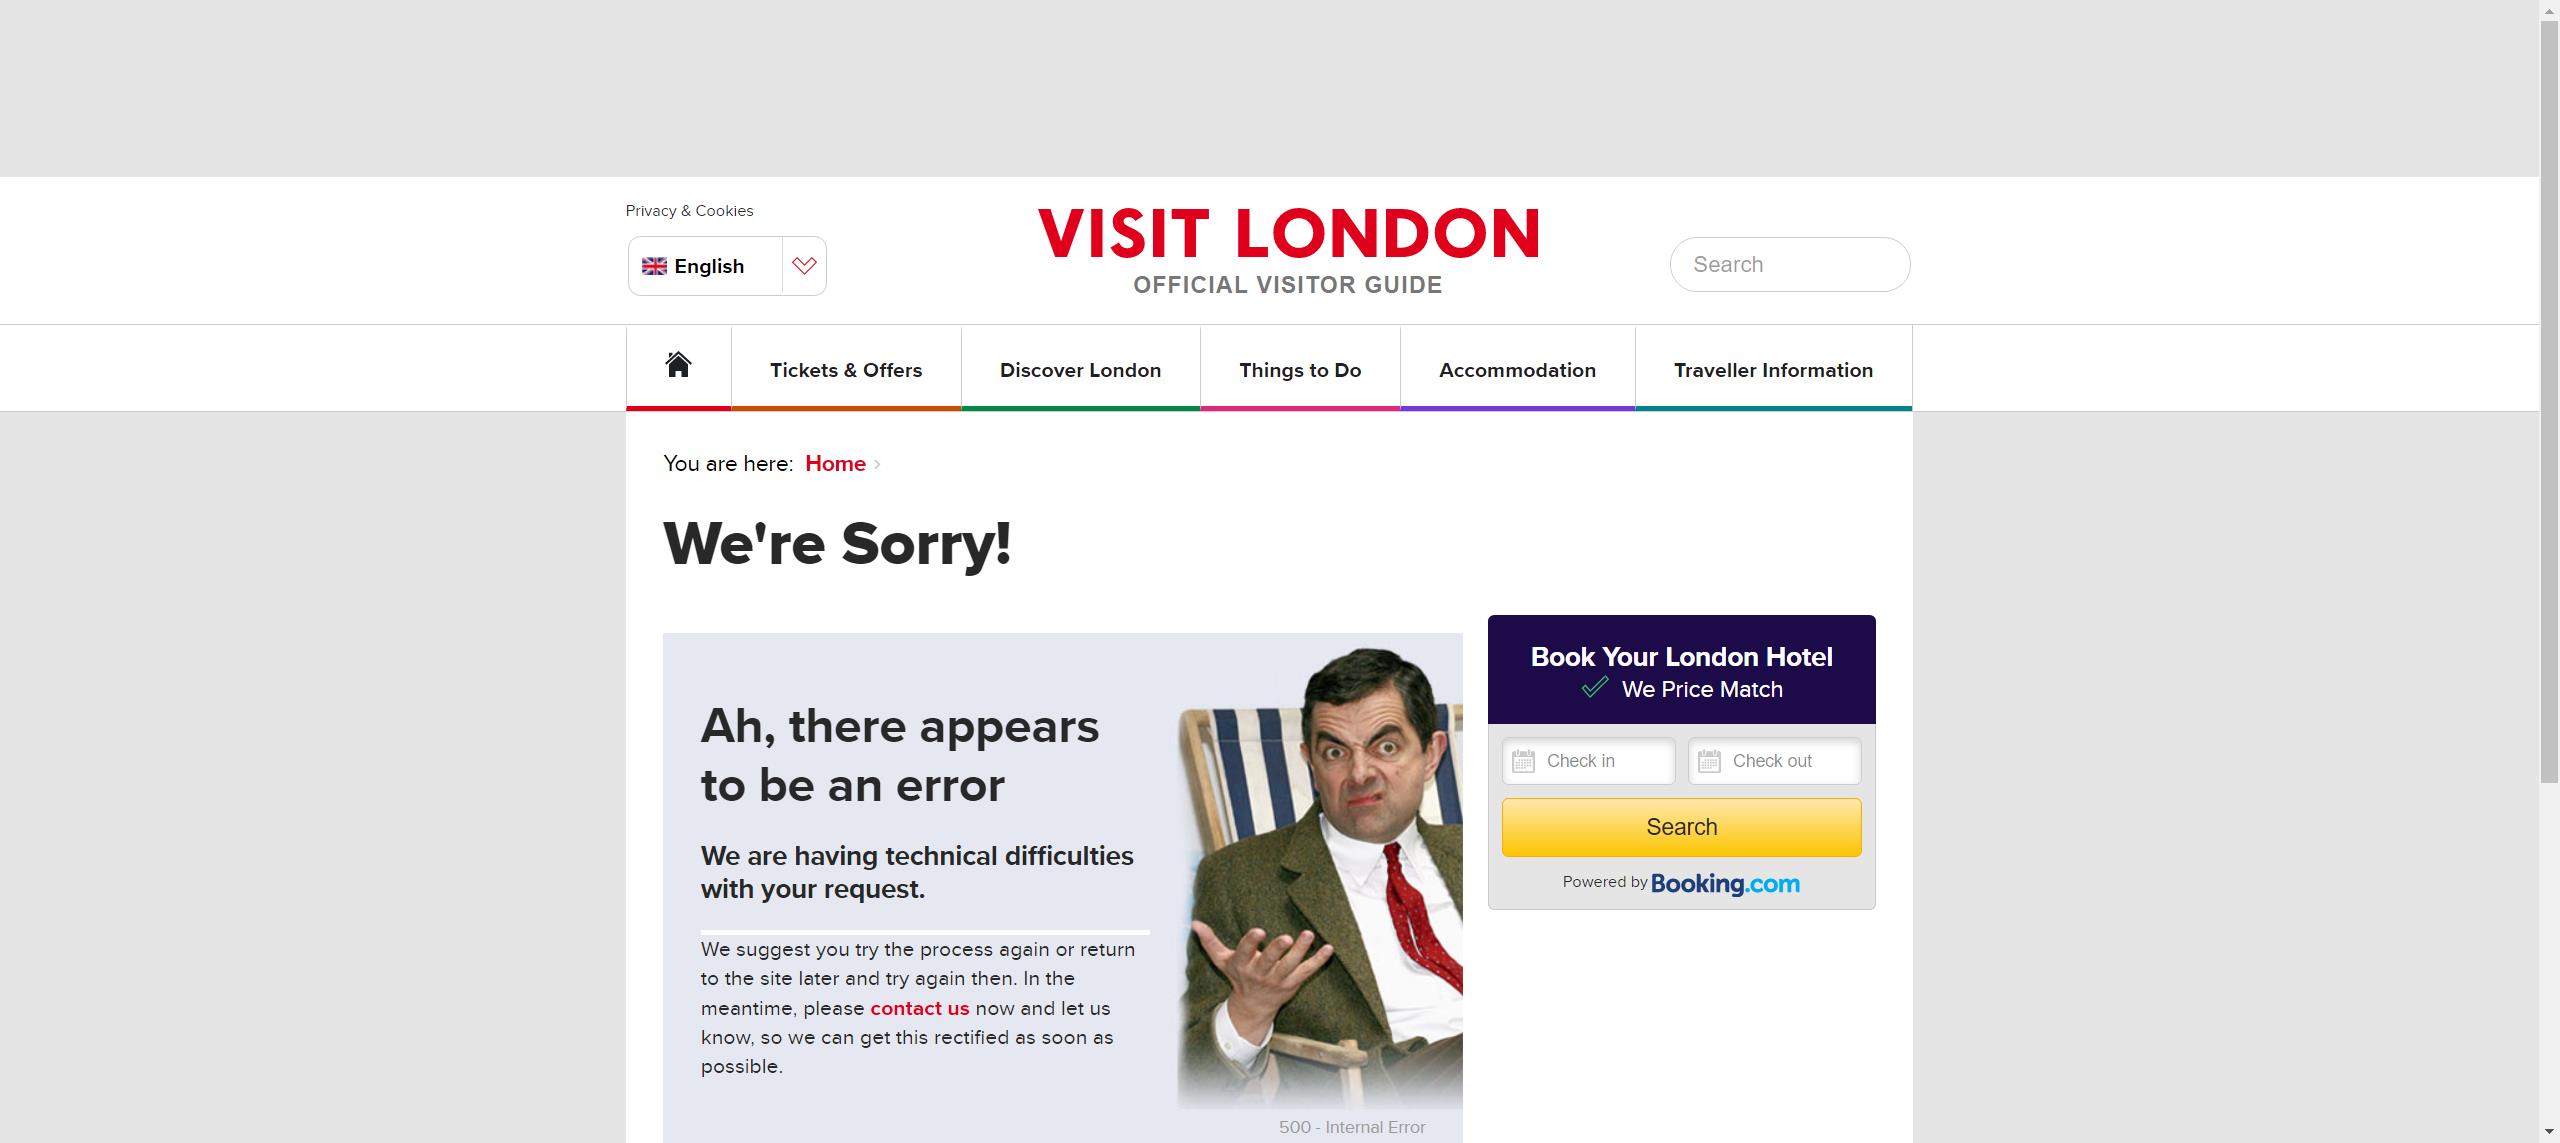 Privacy & Cookies
English
VISIT LONDON
OFFICIAL VISITOR GUIDE
Search
Tickets & Offers
Discover London
Things to Do
Accommodation
Traveller Information
You are here: Home ›
We're Sorry!
Ah, there appears
to be an error
We are having technical difficulties
with your request.
We suggest you try the process again or return
to the site later and try again then. In the
meantime, please contact us now and let us
know, so we can get this rectified as soon as
possible.
500 - Internal Error
Book Your London Hotel
We Price Match
Check in
Check out
Search
Powered by Booking.com